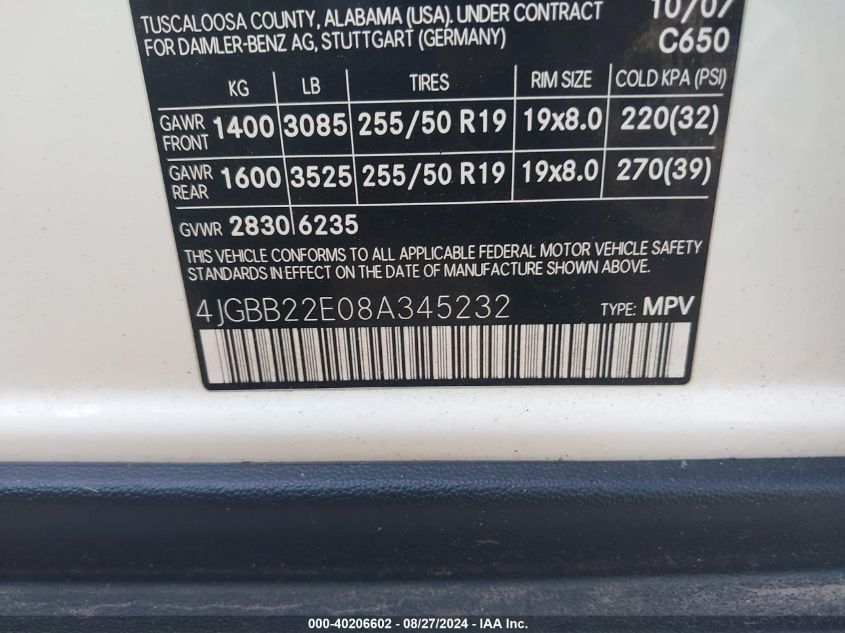 TUSCALOOSA COUNTY, ALABAMA (USA). UNDER CONTRACT 10/07
FOR DAIMLER-BENZ AG, STUTTGART (GERMANY) C650
KG LB TIRES RIM SIZE COLD KPA (PSI)
GAWR FRONT 1400 3085 255/50 R19 19x8.0 220(32)
GAWR REAR 1600 3525 255/50 R19 19x8.0 270(39)
GVWR 2830 6235
THIS VEHICLE CONFORMS TO ALL APPLICABLE FEDERAL MOTOR VEHICLE SAFETY
STANDARDS IN EFFECT ON THE DATE OF MANUFACTURE SHOWN ABOVE.
4JGBB22E08A345232 TYPE: MPV
000-40206602 - 08/27/2024 - IAA Inc.